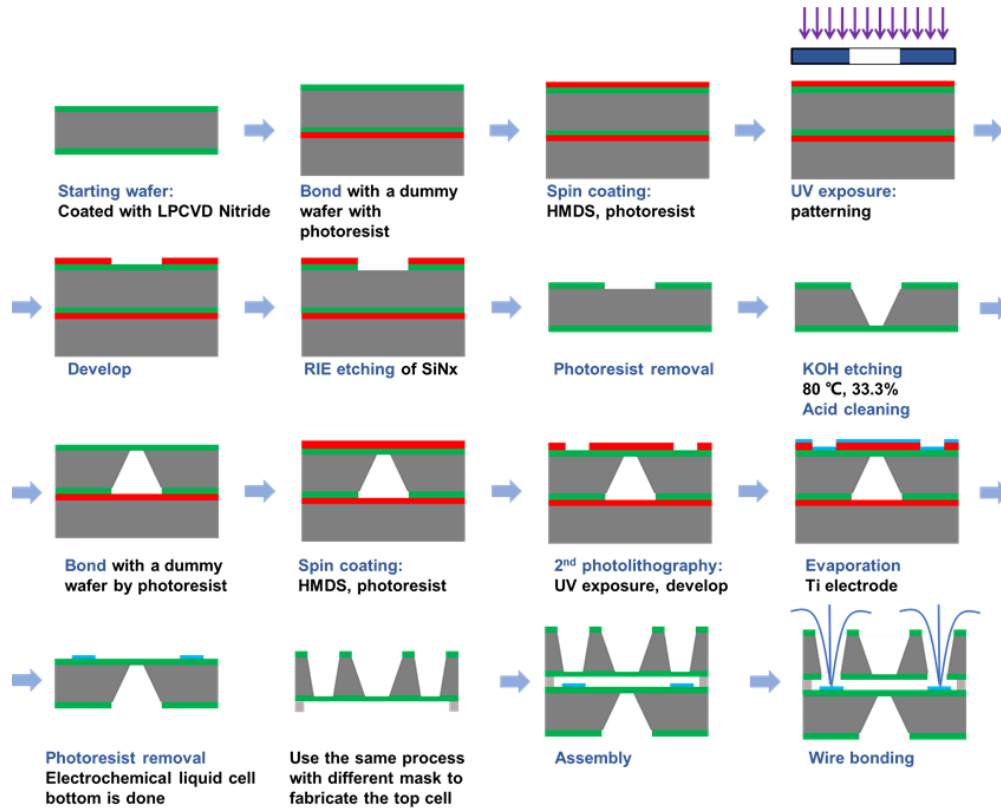 Starting wafer:
Coated with LPCVD Nitride
Bond with a dummy
wafer with
photoresist
Spin coating:
HMDS, photoresist
UV exposure:
patterning
Develop
RIE etching of SiNx
Photoresist removal
KOH etching
80 ℃, 33.3%
Acid cleaning
Bond with a dummy
wafer by photoresist
Spin coating:
HMDS, photoresist
2nd photolithography:
UV exposure, develop
Evaporation
Ti electrode
Photoresist removal
Electrochemical liquid cell
bottom is done
Use the same process
with different mask to
fabricate the top cell
Assembly
Wire bonding